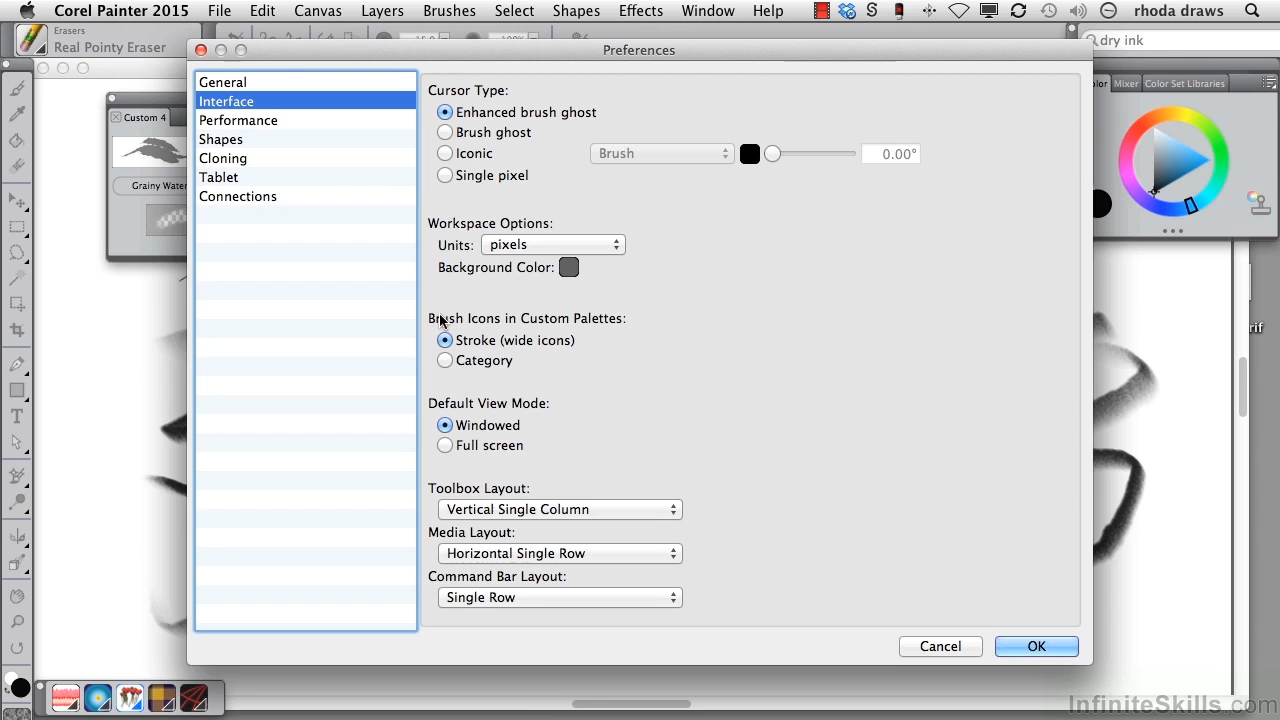 Corel Painter 2015 File Edit Canvas Layers Brushes Select Shapes Effects Window Help rhoda draws
Erasers
Real Pointy Eraser
dry ink
Preferences
Mixer Color Set Libraries
Custom 4
Grainy Water
General
Interface
Performance
Shapes
Cloning
Tablet
Connections
Cursor Type:
Enhanced brush ghost
Brush ghost
Iconic Brush 0.00°
Single pixel
Workspace Options:
Units: pixels
Background Color:
Brush Icons in Custom Palettes:
Stroke (wide icons)
Category
Default View Mode:
Windowed
Full screen
Toolbox Layout:
Vertical Single Column
Media Layout:
Horizontal Single Row
Command Bar Layout:
Single Row
Cancel OK
InfiniteSkills.com